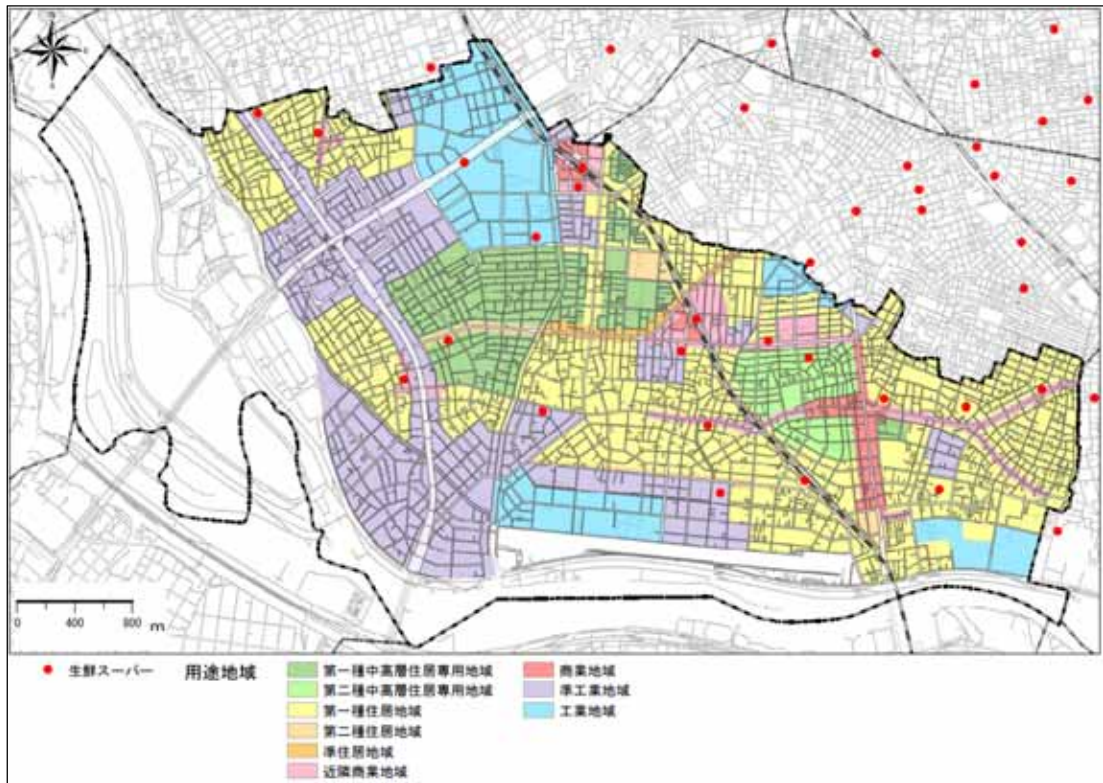 0 400 800 m
生鮮スーパー
用途地域
第一種中高層住居専用地域
第二種中高層住居専用地域
第一種住居地域
第二種住居地域
準住居地域
近隣商業地域
商業地域
準工業地域
工業地域